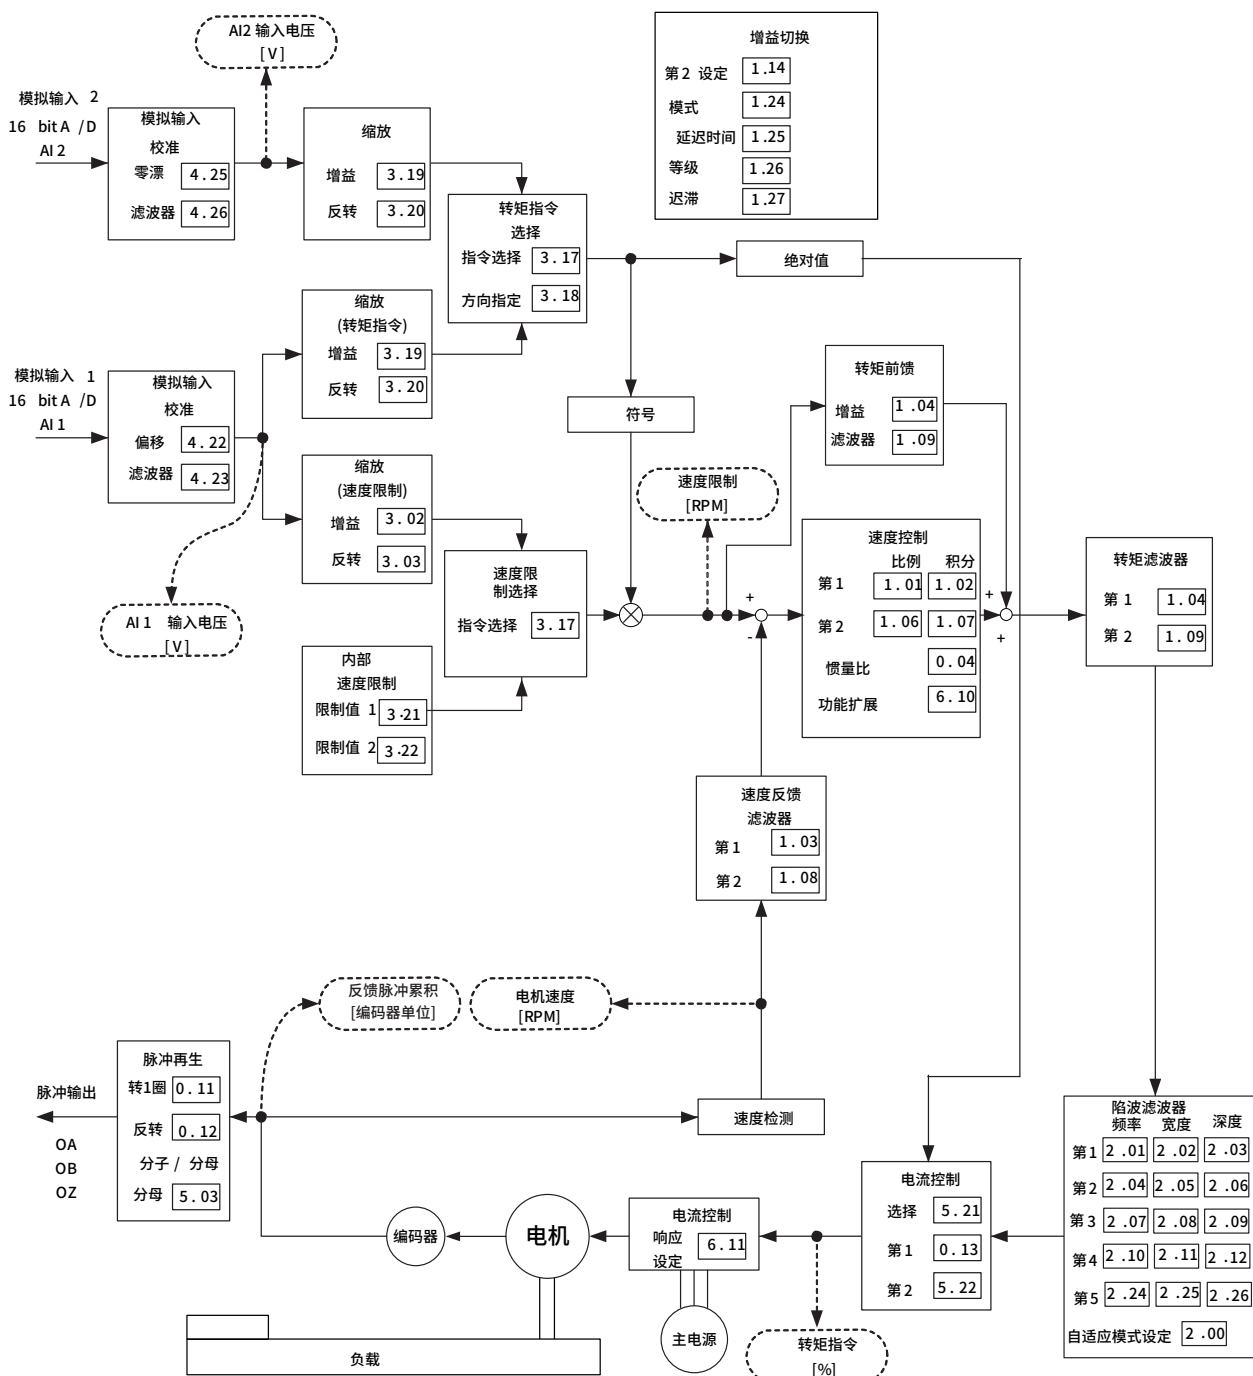 AI2 输入电压
[V]
增益切换
第2 设定 1.14
模式 1.24
延迟时间 1.25
等级 1.26
迟滞 1.27
模拟输入 2
16 bit A /D
AI 2
模拟输入
校准
零漂 4.25
滤波器 4.26
缩放
增益 3.19
反转 3.20
转矩指令
选择
指令选择 3.17
方向指定 3.18
绝对值
缩放
(转矩指令)
增益 3.19
反转 3.20
模拟输入 1
16 bit A /D
AI 1
模拟输入
校准
偏移 4.22
滤波器 4.23
符号
转矩前馈
增益 1.04
滤波器 1.09
缩放
(速度限制)
增益 3.02
反转 3.03
速度限制
[RPM]
速度限
制选择
指令选择 3.17
AI 1 输入电压
[V]
内部
速度限制
限制值 1 3.21
限制值 2 3.22
+
-
速度控制
比例 积分
第1 1.01 1.02
第2 1.06 1.07
惯量比 0.04
功能扩展 6.10
+
+
转矩滤波器
第 1 1.04
第 2 1.09
速度反馈
滤波器
第1 1.03
第2 1.08
反馈脉冲累积
[编码器单位]
电机速度
[RPM]
脉冲输出
OA
OB
OZ
脉冲再生
转1圈 0.11
反转 0.12
分子 / 分母
分母 5.03
速度检测
陷波滤波器
频率 宽度 深度
第1 2.01 2.02 2.03
第2 2.04 2.05 2.06
第3 2.07 2.08 2.09
第4 2.10 2.11 2.12
第5 2.24 2.25 2.26
自适应模式设定 2.00
电流控制
选择 5.21
第1 0.13
第2 5.22
电流控制
响应
设定 6.11
电机
编码器
主电源
转矩指令
[%]
负载